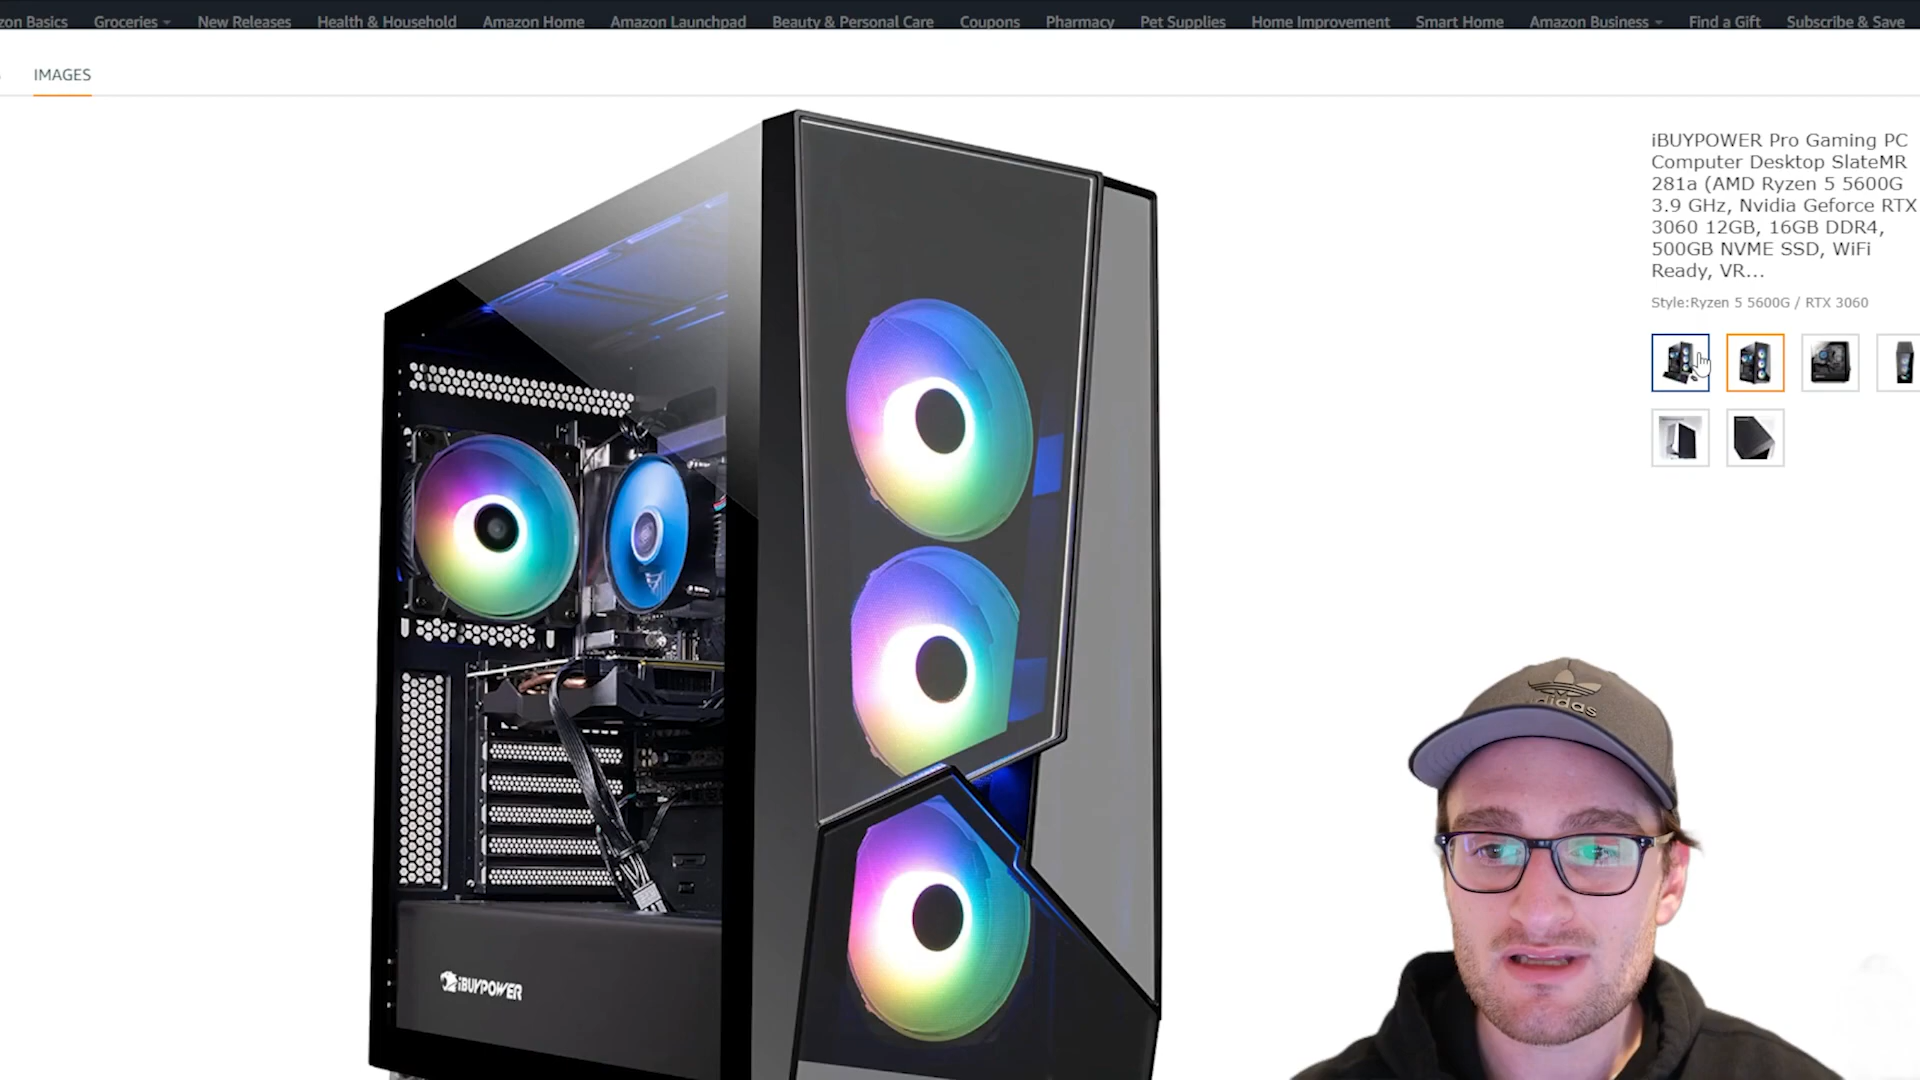 zon Basics Groceries New Releases Health & Household Amazon Home Amazon Launchpad Beauty & Personal Care Coupons Pharmacy Pet Supplies Home Improvement Smart Home Amazon Business Find a Gift Subscribe & Save
IMAGES
iBUYPOWER Pro Gaming PC
Computer Desktop SlateMR
281a (AMD Ryzen 5 5600G
3.9 GHz, Nvidia Geforce RTX
3060 12GB, 16GB DDR4,
500GB NVME SSD, WiFi
Ready, VR...
Style:Ryzen 5 5600G / RTX 3060
iBUYPOWER
adidas